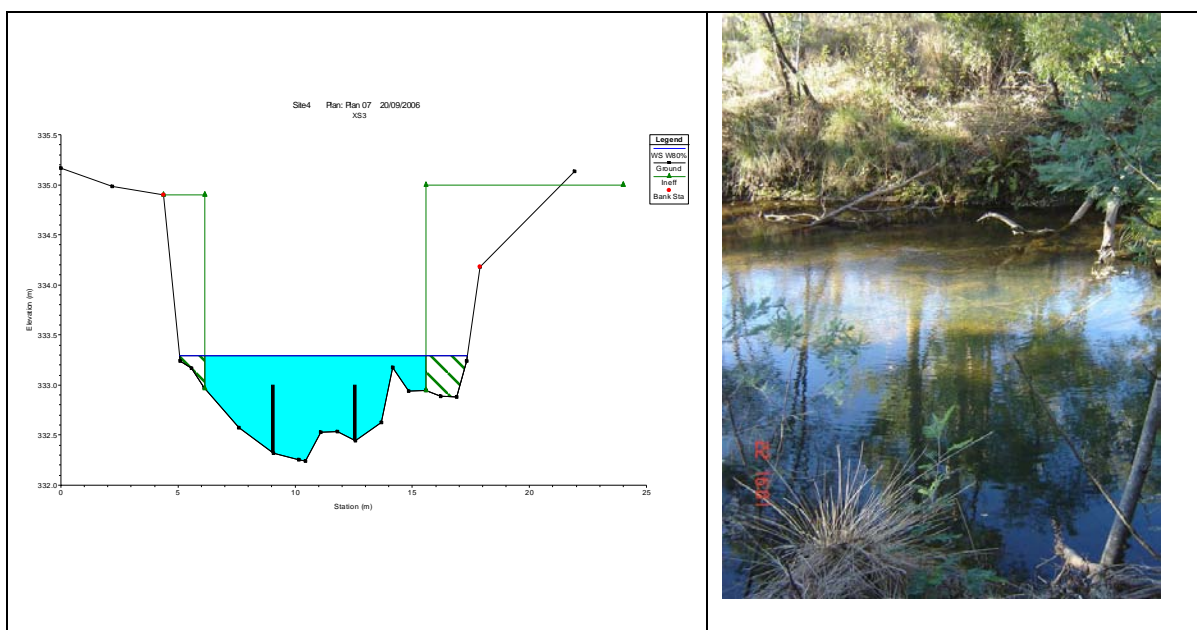 Site4 Plan: Plan 07 20/09/2006
XS3
335.5
335.0
334.5
334.0
333.5
333.0
332.5
332.0
Elevation (m)
0 5 10 15 20 25
Station (m)
Legend
WS W80%
Ground
Ineff
Bank Sta